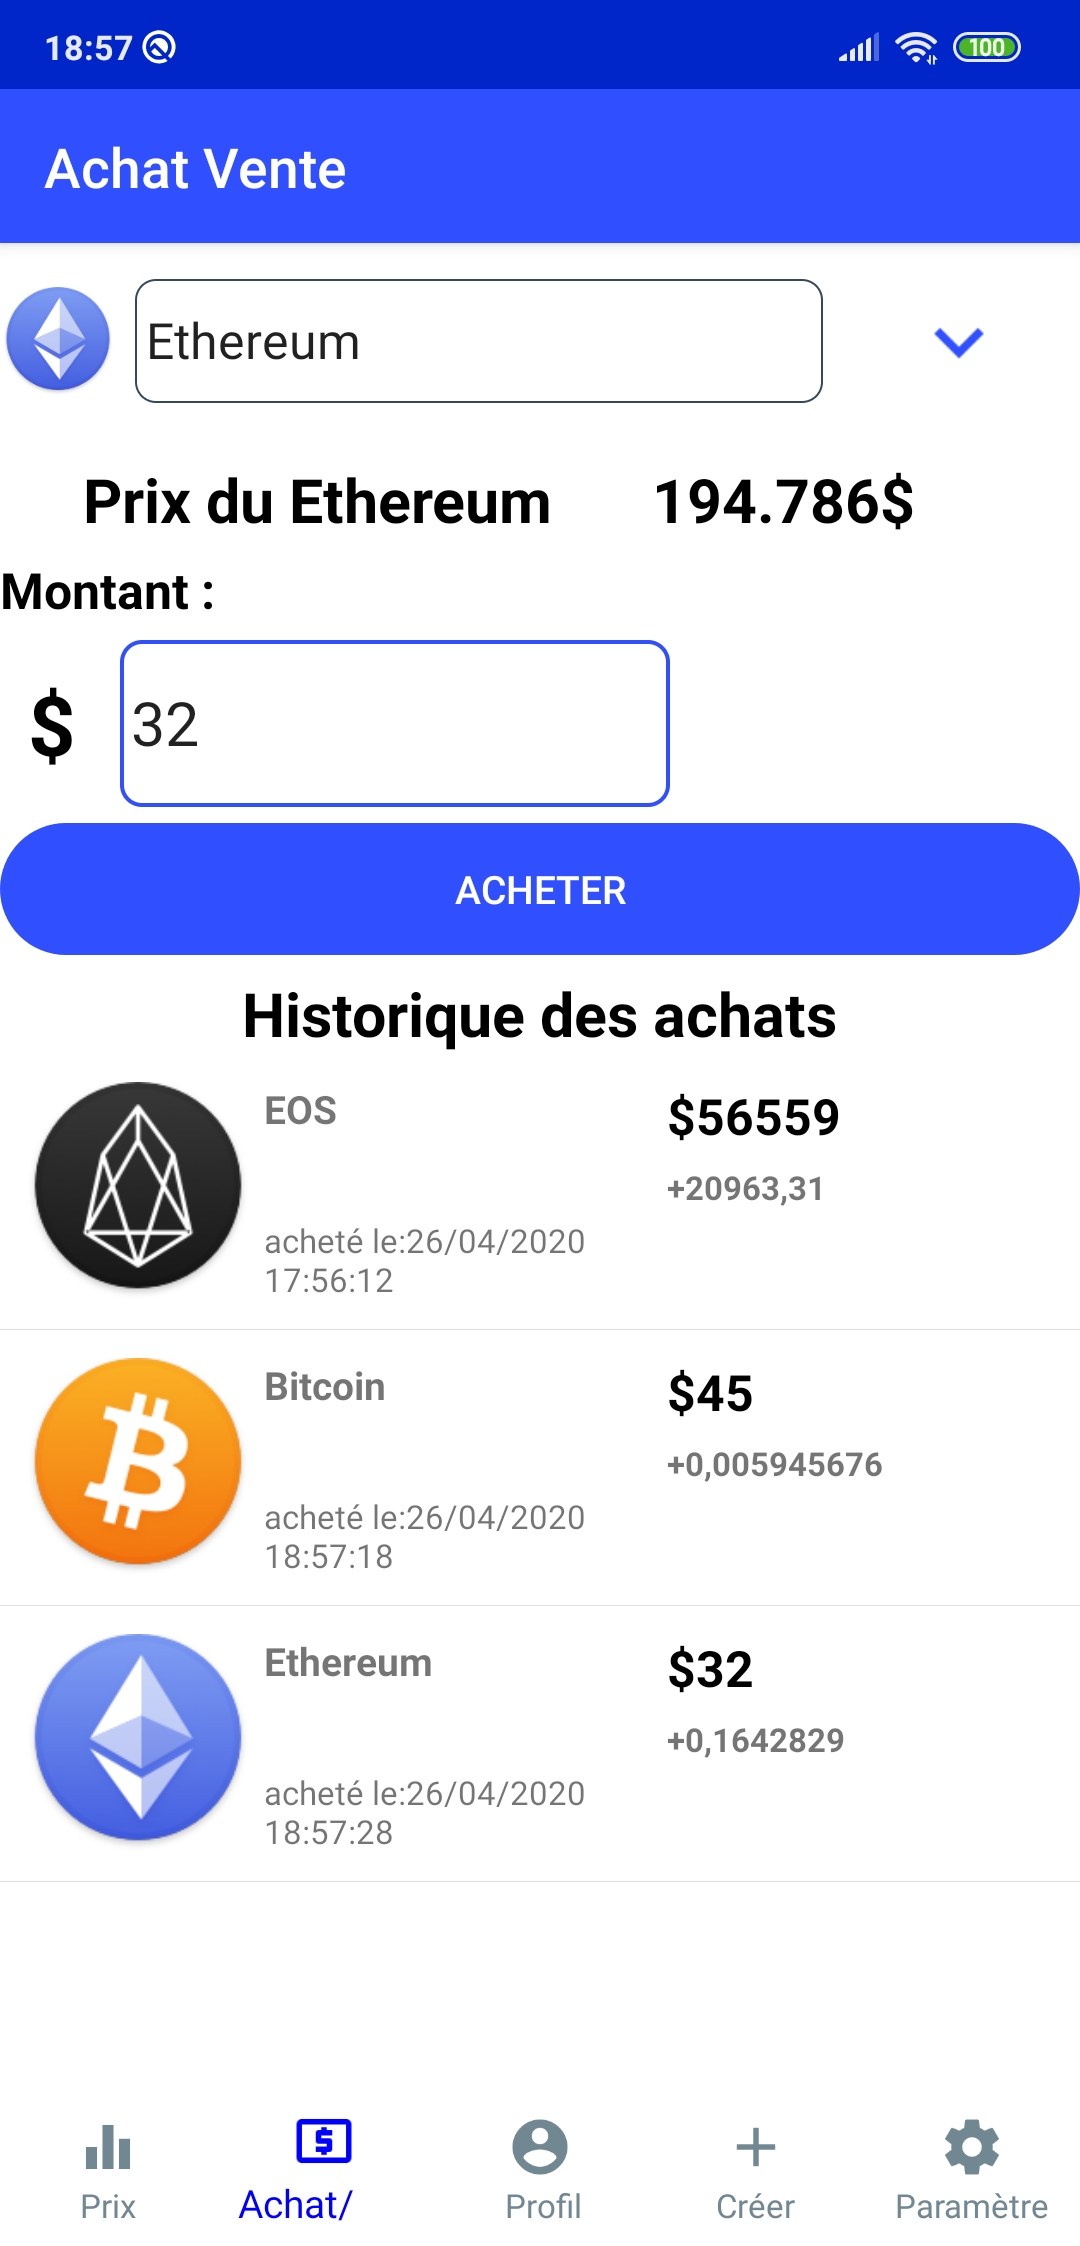 18:57
100
Achat Vente
Ethereum
Prix du Ethereum 194.786$
Montant :
$ 32
ACHETER
Historique des achats
EOS $56559
+20963,31
acheté le:26/04/2020
17:56:12
Bitcoin $45
+0,005945676
acheté le:26/04/2020
18:57:18
Ethereum $32
+0,1642829
acheté le:26/04/2020
18:57:28
Prix Achat/ Profil Créer Paramètre